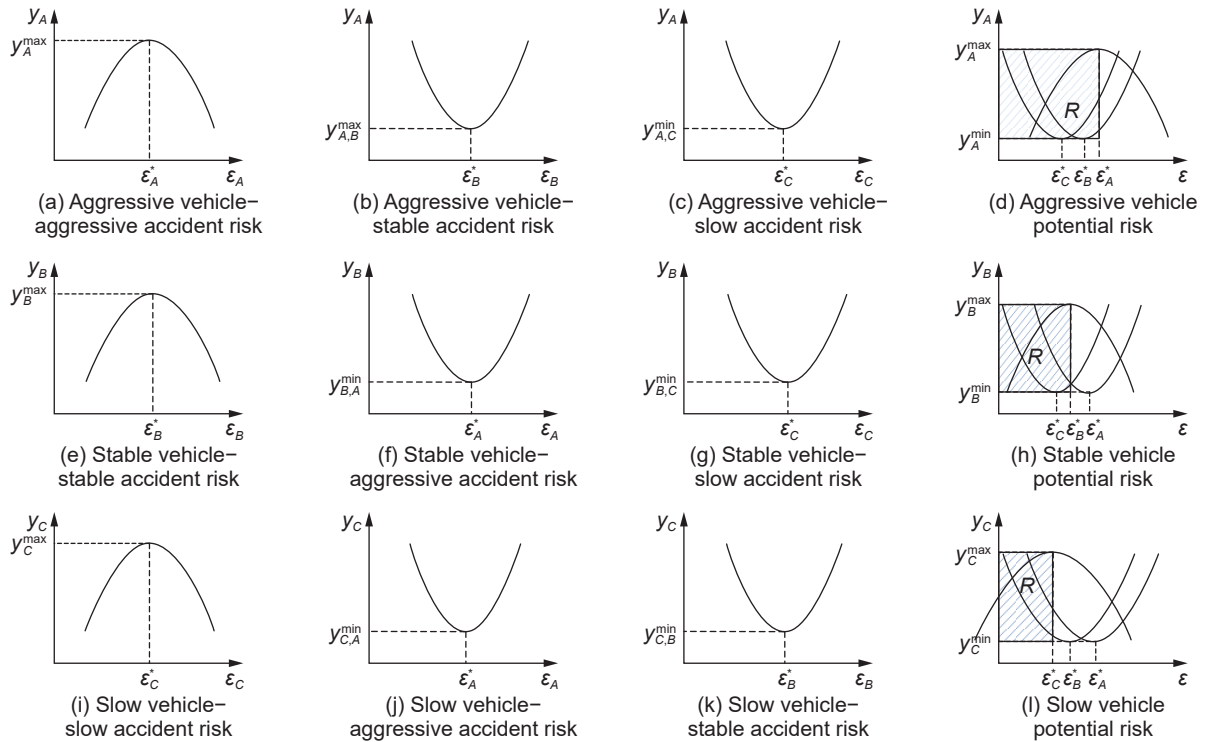 y_A
y_A^max
ε_A^*
ε_A
(a) Aggressive vehicle−
aggressive accident risk
y_A
y_A,B^max
ε_B^*
ε_B
(b) Aggressive vehicle−
stable accident risk
y_A
y_A,C^min
ε_C^*
ε_C
(c) Aggressive vehicle−
slow accident risk
y_A
y_A^max
R
y_A^min
ε_C^* ε_B^* ε_A^*
ε
(d) Aggressive vehicle
potential risk
y_B
y_B^max
ε_B^*
ε_B
(e) Stable vehicle−
stable accident risk
y_B
y_B,A^min
ε_A^*
ε_A
(f) Stable vehicle−
aggressive accident risk
y_B
y_B,C^min
ε_C^*
ε_C
(g) Stable vehicle−
slow accident risk
y_B
y_B^max
R
y_B^min
ε_C^* ε_B^* ε_A^*
ε
(h) Stable vehicle
potential risk
y_C
y_C^max
ε_C^*
ε_C
(i) Slow vehicle−
slow accident risk
y_C
y_C,A^min
ε_A^*
ε_A
(j) Slow vehicle−
aggressive accident risk
y_C
y_C,B^min
ε_B^*
ε_B
(k) Slow vehicle−
stable accident risk
y_C
y_C^max
R
y_C^min
ε_C^* ε_B^* ε_A^*
ε
(l) Slow vehicle
potential risk